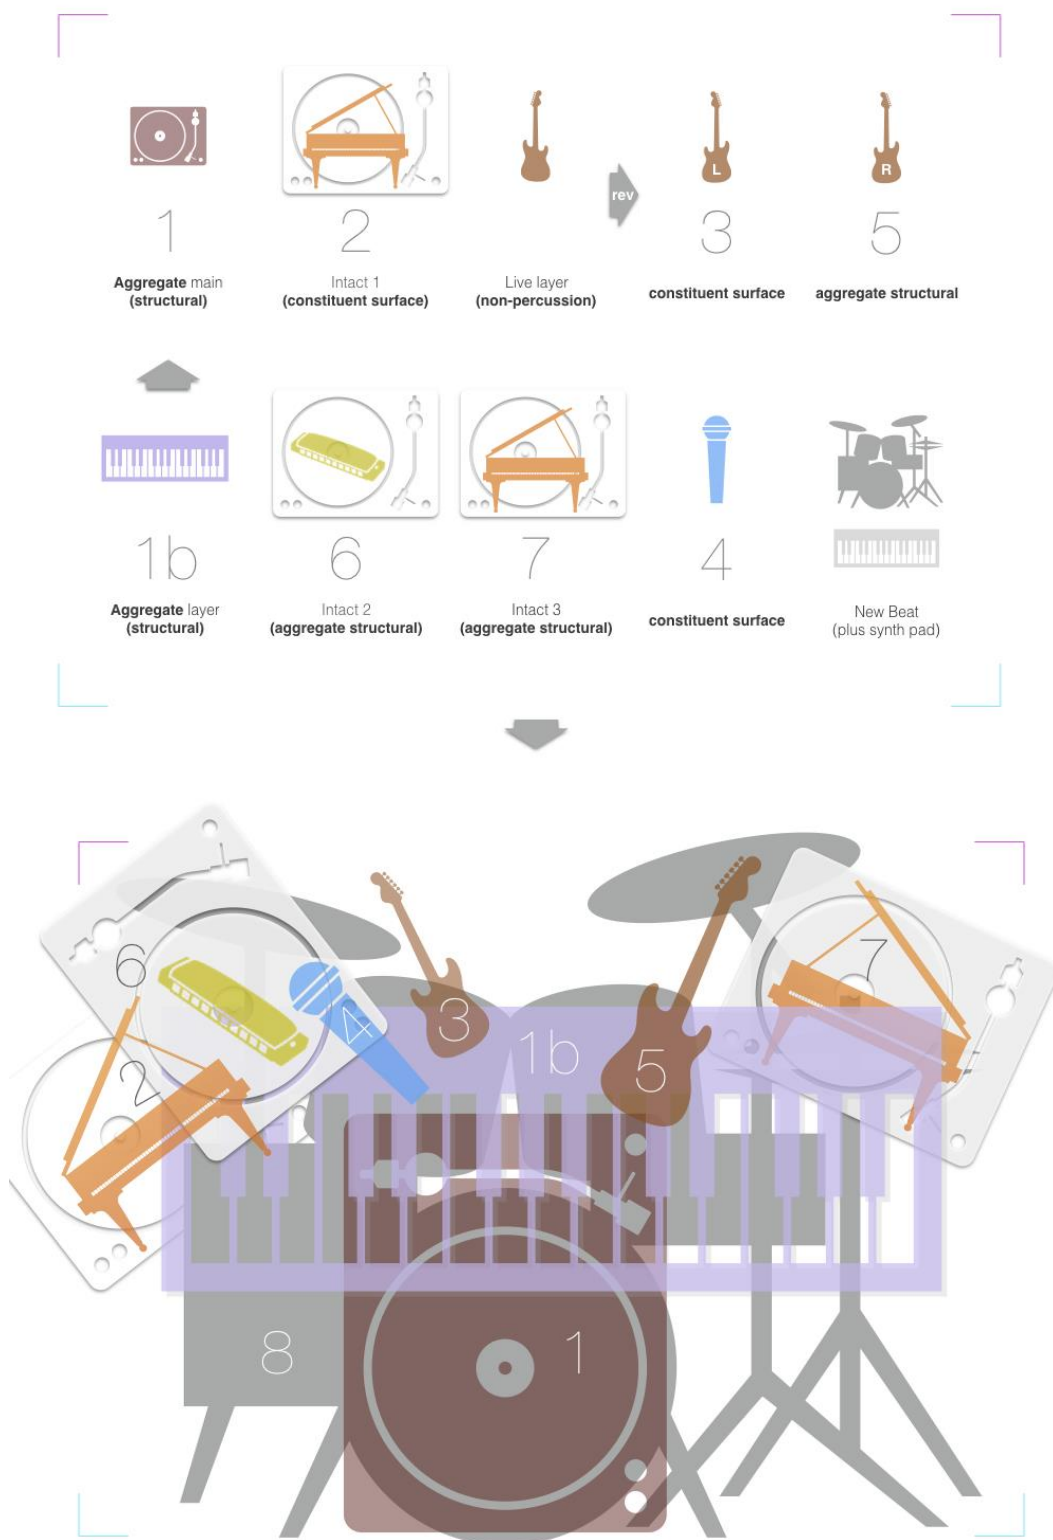 L
R
rev
1
2
3
5
Aggregate main
(structural)
Intact 1
(constituent surface)
Live layer
(non-percussion)
constituent surface
aggregate structural
1b
6
7
4
Aggregate layer
(structural)
Intact 2
(aggregate structural)
Intact 3
(aggregate structural)
constituent surface
New Beat
(plus synth pad)
6
7
4
3
1b
5
2
8
1